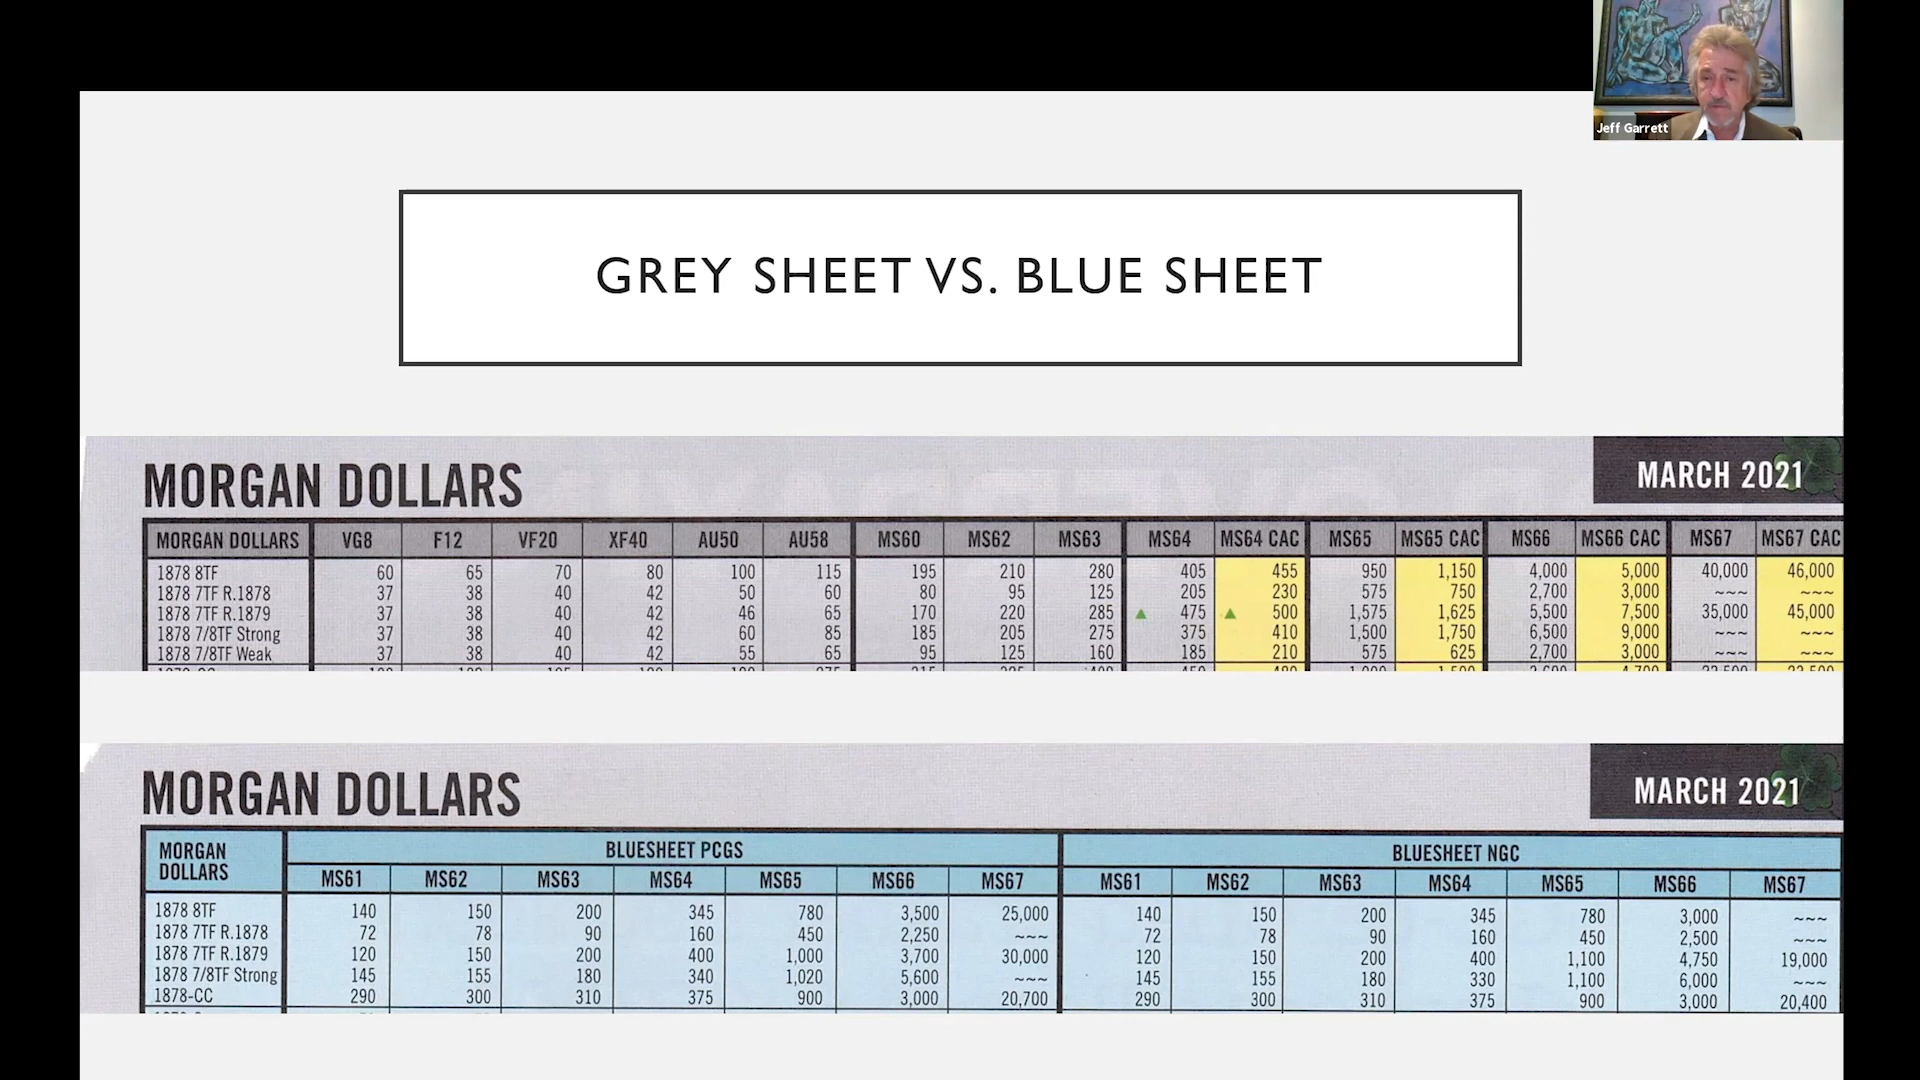 Jeff Garrett
GREY SHEET VS. BLUE SHEET
MORGAN DOLLARS
MARCH 2021
MORGAN DOLLARS VG8 F12 VF20 XF40 AU50 AU58 MS60 MS62 MS63 MS64 MS64 CAC MS65 MS65 CAC MS66 MS66 CAC MS67 MS67 CAC
1878 8TF 60 65 70 80 100 115 195 210 280 405 455 950 1,150 4,000 5,000 40,000 46,000
1878 7TF R.1878 37 38 40 42 50 60 80 95 125 205 230 575 750 2,700 3,000 ~~~ ~~~
1878 7TF R.1879 37 38 40 42 46 65 170 220 285 ▲ 475 ▲ 500 1,575 1,625 5,500 7,500 35,000 45,000
1878 7/8TF Strong 37 38 40 42 60 85 185 205 275 375 410 1,500 1,750 6,500 9,000 ~~~ ~~~
1878 7/8TF Weak 37 38 40 42 55 65 95 125 160 185 210 575 625 2,700 3,000 ~~~ ~~~
MORGAN DOLLARS
MARCH 2021
MORGAN DOLLARS
BLUESHEET PCGS BLUESHEET NGC
MS61 MS62 MS63 MS64 MS65 MS66 MS67 MS61 MS62 MS63 MS64 MS65 MS66 MS67
1878 8TF 140 150 200 345 780 3,500 25,000 140 150 200 345 780 3,000 ~~~
1878 7TF R.1878 72 78 90 160 450 2,250 ~~~ 72 78 90 160 450 2,500 ~~~
1878 7TF R.1879 120 150 200 400 1,000 3,700 30,000 120 150 200 400 1,100 4,750 19,000
1878 7/8TF Strong 145 155 180 340 1,020 5,600 ~~~ 145 155 180 330 1,100 6,000 ~~~
1878-CC 290 300 310 375 900 3,000 20,700 290 300 310 375 900 3,000 20,400